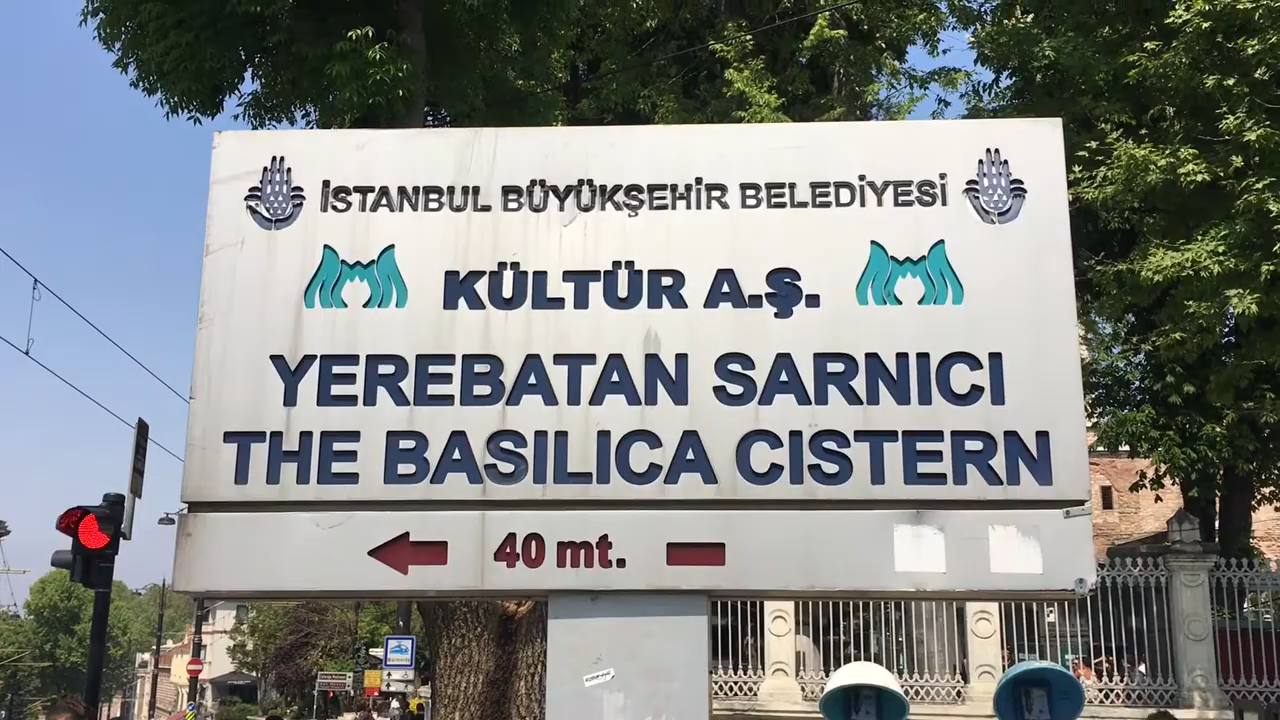 İSTANBUL BÜYÜKŞEHİR BELEDİYESİ
KÜLTÜR A.Ş.
YEREBATAN SARNICI
THE BASILICA CISTERN
40 mt.